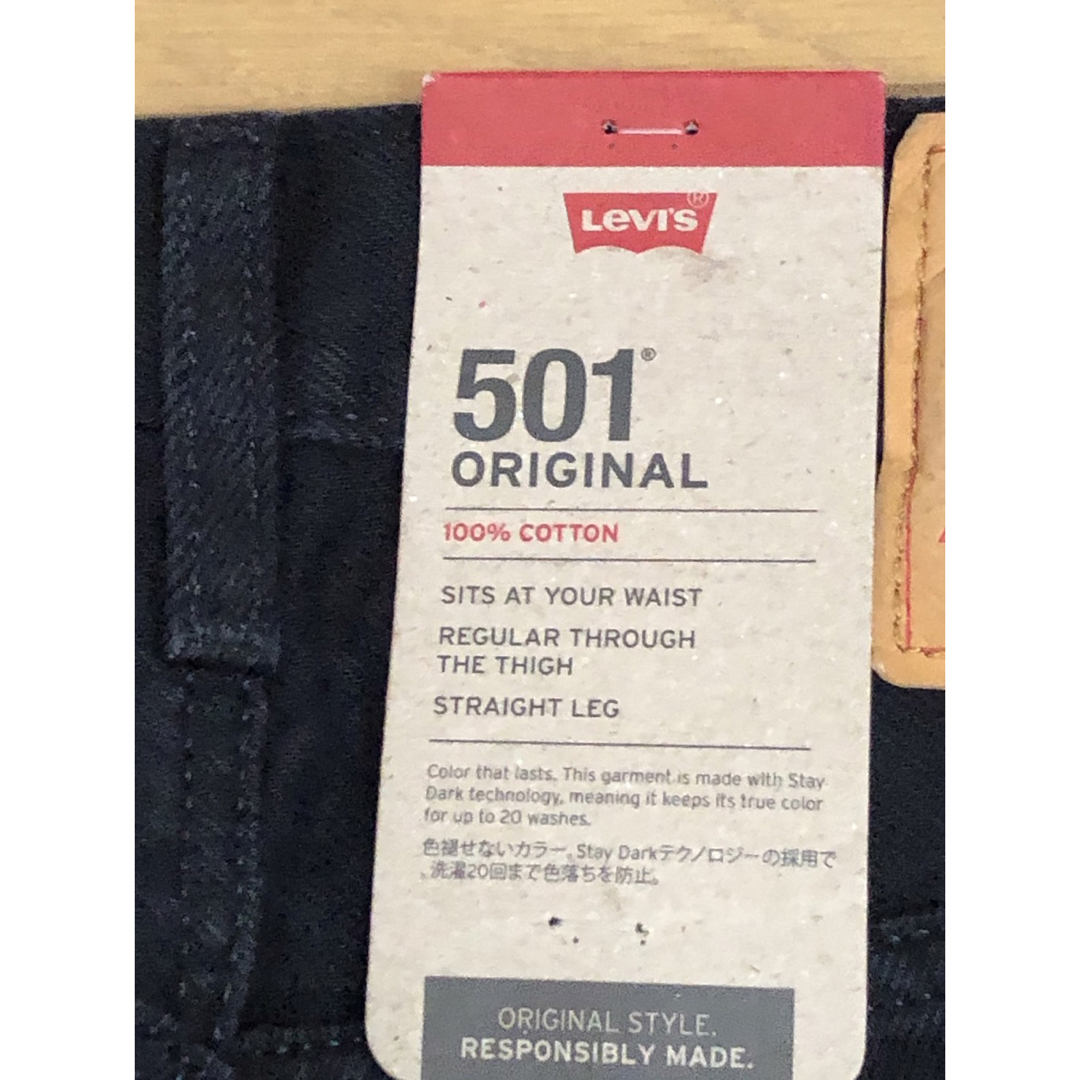 LEVI'S ®
501®
ORIGINAL
100% COTTON
SITS AT YOUR WAIST
REGULAR THROUGH
THE THIGH
STRAIGHT LEG
Color that lasts. This garment is made with Stay
Dark technology, meaning it keeps its true color
for up to 20 washes.
色褪せないカラー。Stay Darkテクノロジーの採用で
、洗濯20回まで色落ちを防止。
ORIGINAL STYLE.
RESPONSIBLY MADE.